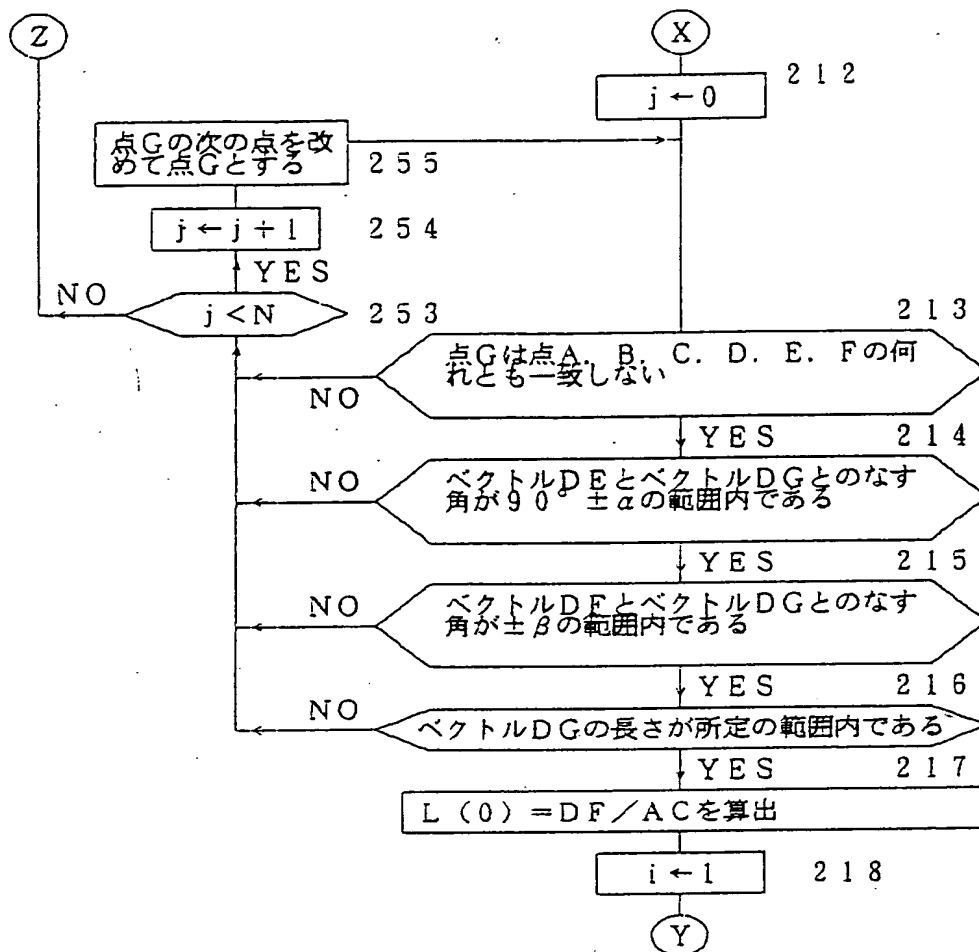 Z
X
212
j←0
点Gの次の点を改
めて点Gとする
255
j←j+1
254
YES
NO
j<N
253
213
点Gは点A. B. C. D. E. Fの何
れとも一致しない
NO
YES
214
ベクトルDEとベクトルDGとのなす
角が90°±αの範囲内である
NO
YES
215
ベクトルDFとベクトルDGとのなす
角が±βの範囲内である
NO
YES
216
NO
ベクトルDGの長さが所定の範囲内である
YES
217
L(0)=DF/ACを算出
i←1
218
Y